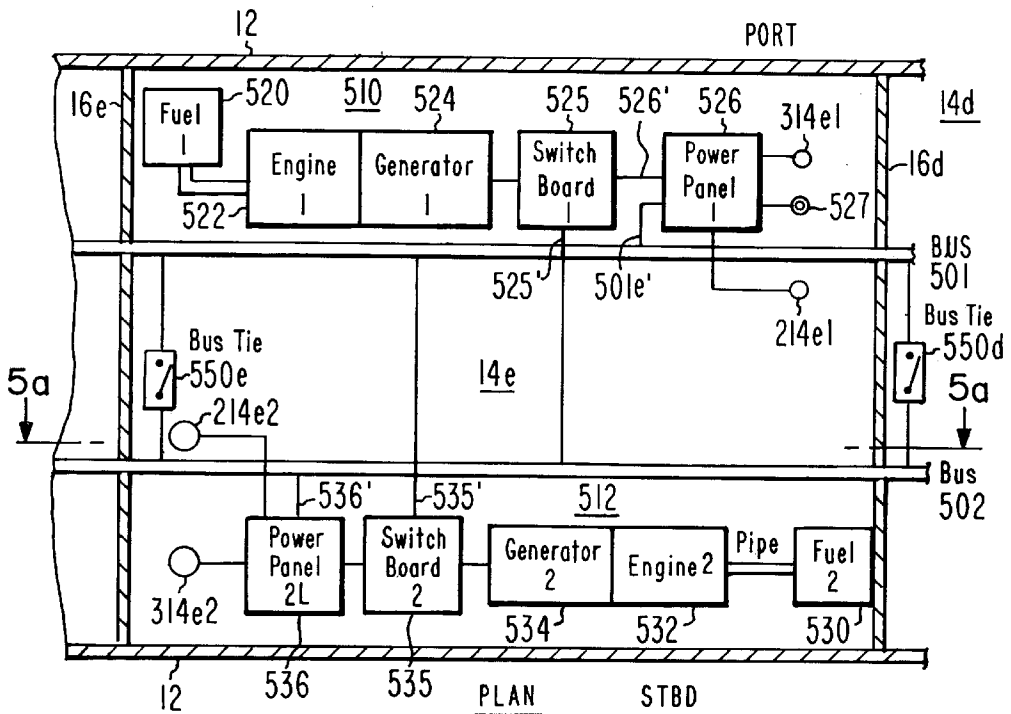 12
PORT
16e
520
510
524
525
526'
526
314e1
14d
Fuel
1
Engine
1
Generator
1
Switch
Board
1
Power
Panel
1
16d
522
527
525'
501e'
BUS
501
214e1
Bus Tie
550e
Bus Tie
550d
5a
14e
5a
214e2
536'
535'
512
Bus
502
Power
Panel
2L
Switch
Board
2
Generator
2
Engine 2
Pipe
Fuel
2
314e2
534
532
530
12
536
535
PLAN
STBD